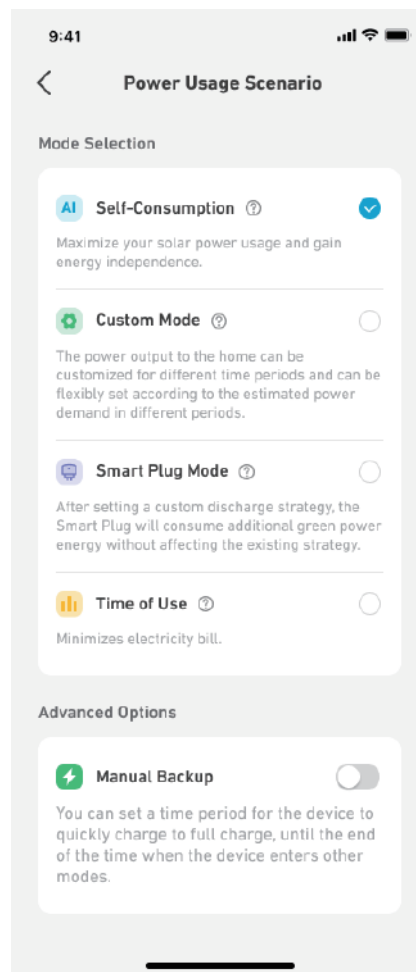 9:41
Power Usage Scenario
Mode Selection
AI Self-Consumption ?
Maximize your solar power usage and gain
energy independence.
Custom Mode ?
The power output to the home can be
customized for different time periods and can be
flexibly set according to the estimated power
demand in different periods.
Smart Plug Mode ?
After setting a custom discharge strategy, the
Smart Plug will consume additional green power
energy without affecting the existing strategy.
Time of Use ?
Minimizes electricity bill.
Advanced Options
Manual Backup
You can set a time period for the device to
quickly charge to full charge, until the end
of the time when the device enters other
modes.